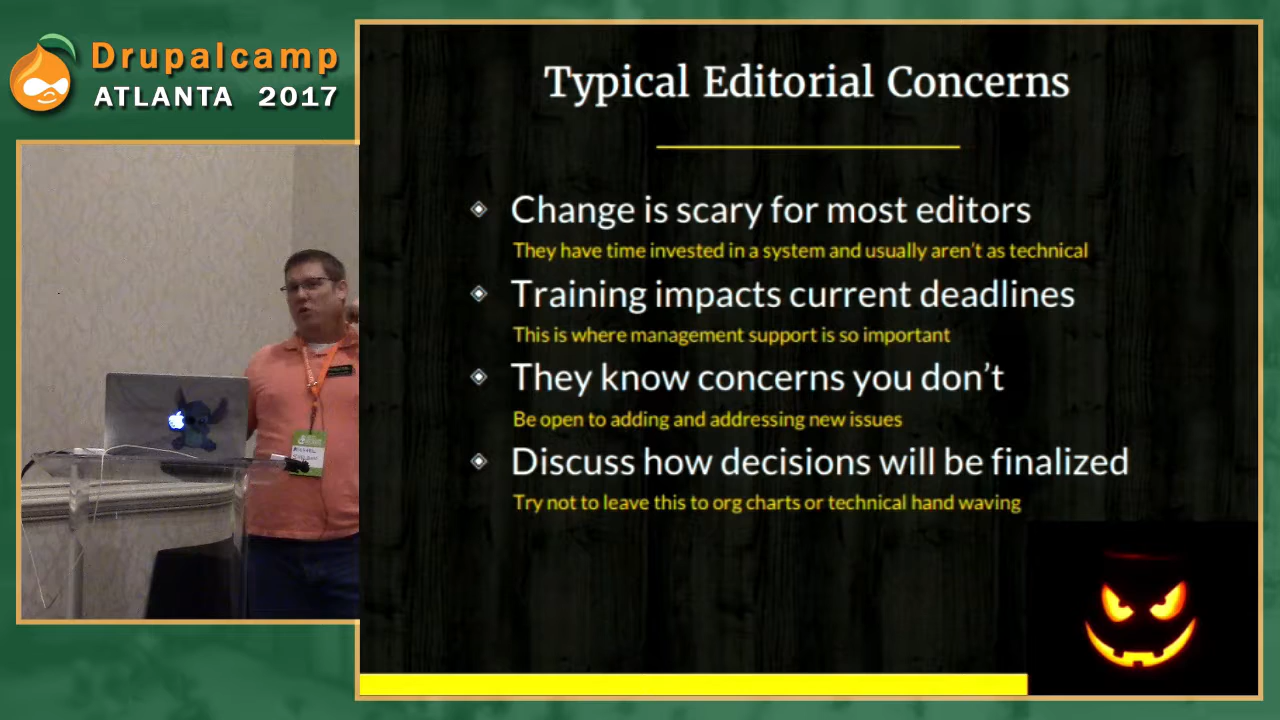 Drupalcamp
ATLANTA 2017
Typical Editorial Concerns
Change is scary for most editors
They have time invested in a system and usually aren't as technical
Training impacts current deadlines
This is where management support is so important
They know concerns you don't
Be open to adding and addressing new issues
Discuss how decisions will be finalized
Try not to leave this to org charts or technical hand waving